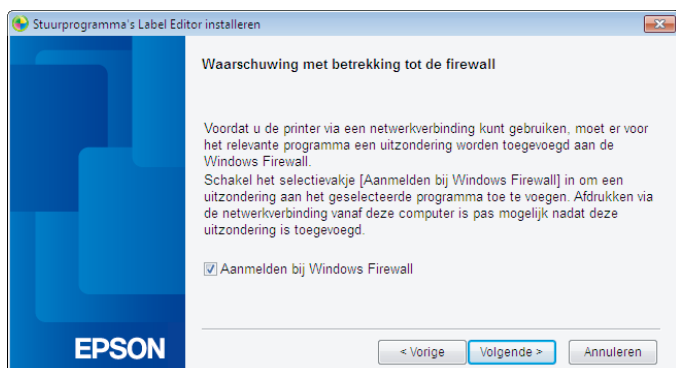 Stuurprogramma's Label Editor installeren
Waarschuwing met betrekking tot de firewall
Voordat u de printer via een netwerkverbinding kunt gebruiken, moet er voor
het relevante programma een uitzondering worden toegevoegd aan de
Windows Firewall.
Schakel het selectievakje [Aanmelden bij Windows Firewall] in om een
uitzondering aan het geselecteerde programma toe te voegen. Afdrukken via
de netwerkverbinding vanaf deze computer is pas mogelijk nadat deze
uitzondering is toegevoegd.
Aanmelden bij Windows Firewall
EPSON
< Vorige Volgende > Annuleren